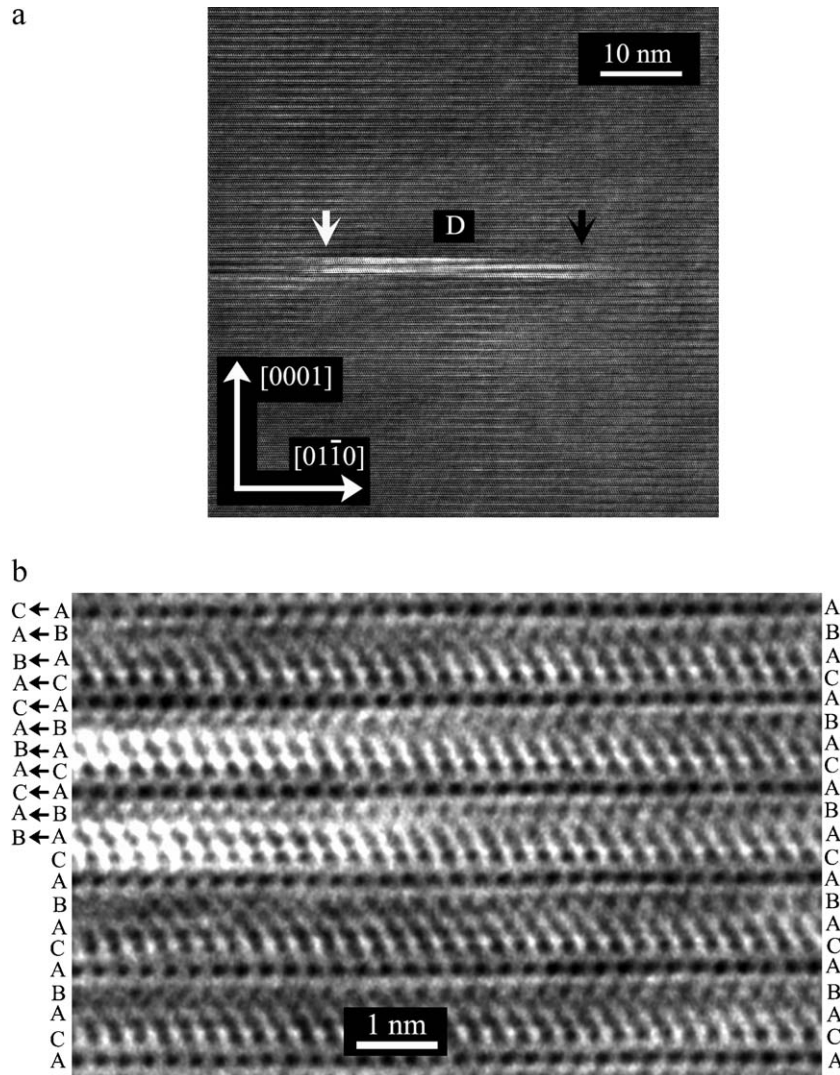 a
10 nm
D
[0001]
[01̄10]
b
C←A A
A←B B
B←A A
A←C C
C←A A
A←B B
B←A A
A←C C
C←A A
A←B B
B←A A
C C
A A
B B
A A
C C
A A
B B
A A
C C
A A
1 nm